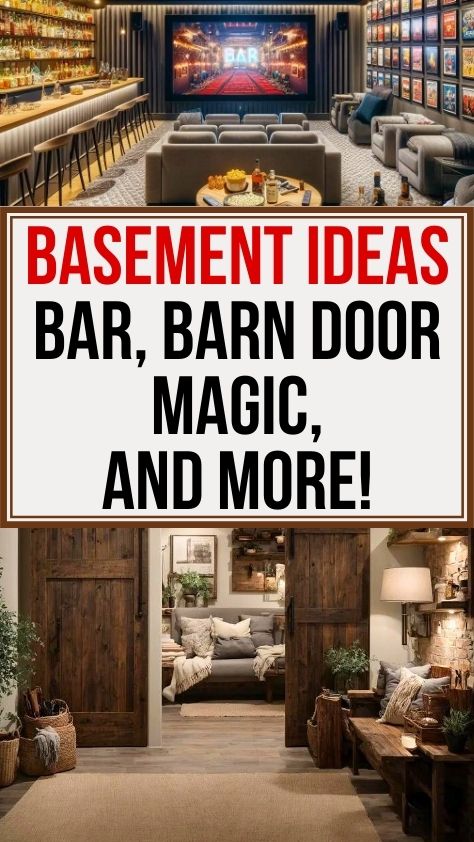 BAR
BASEMENT IDEAS
BAR, BARN DOOR
MAGIC,
AND MORE!